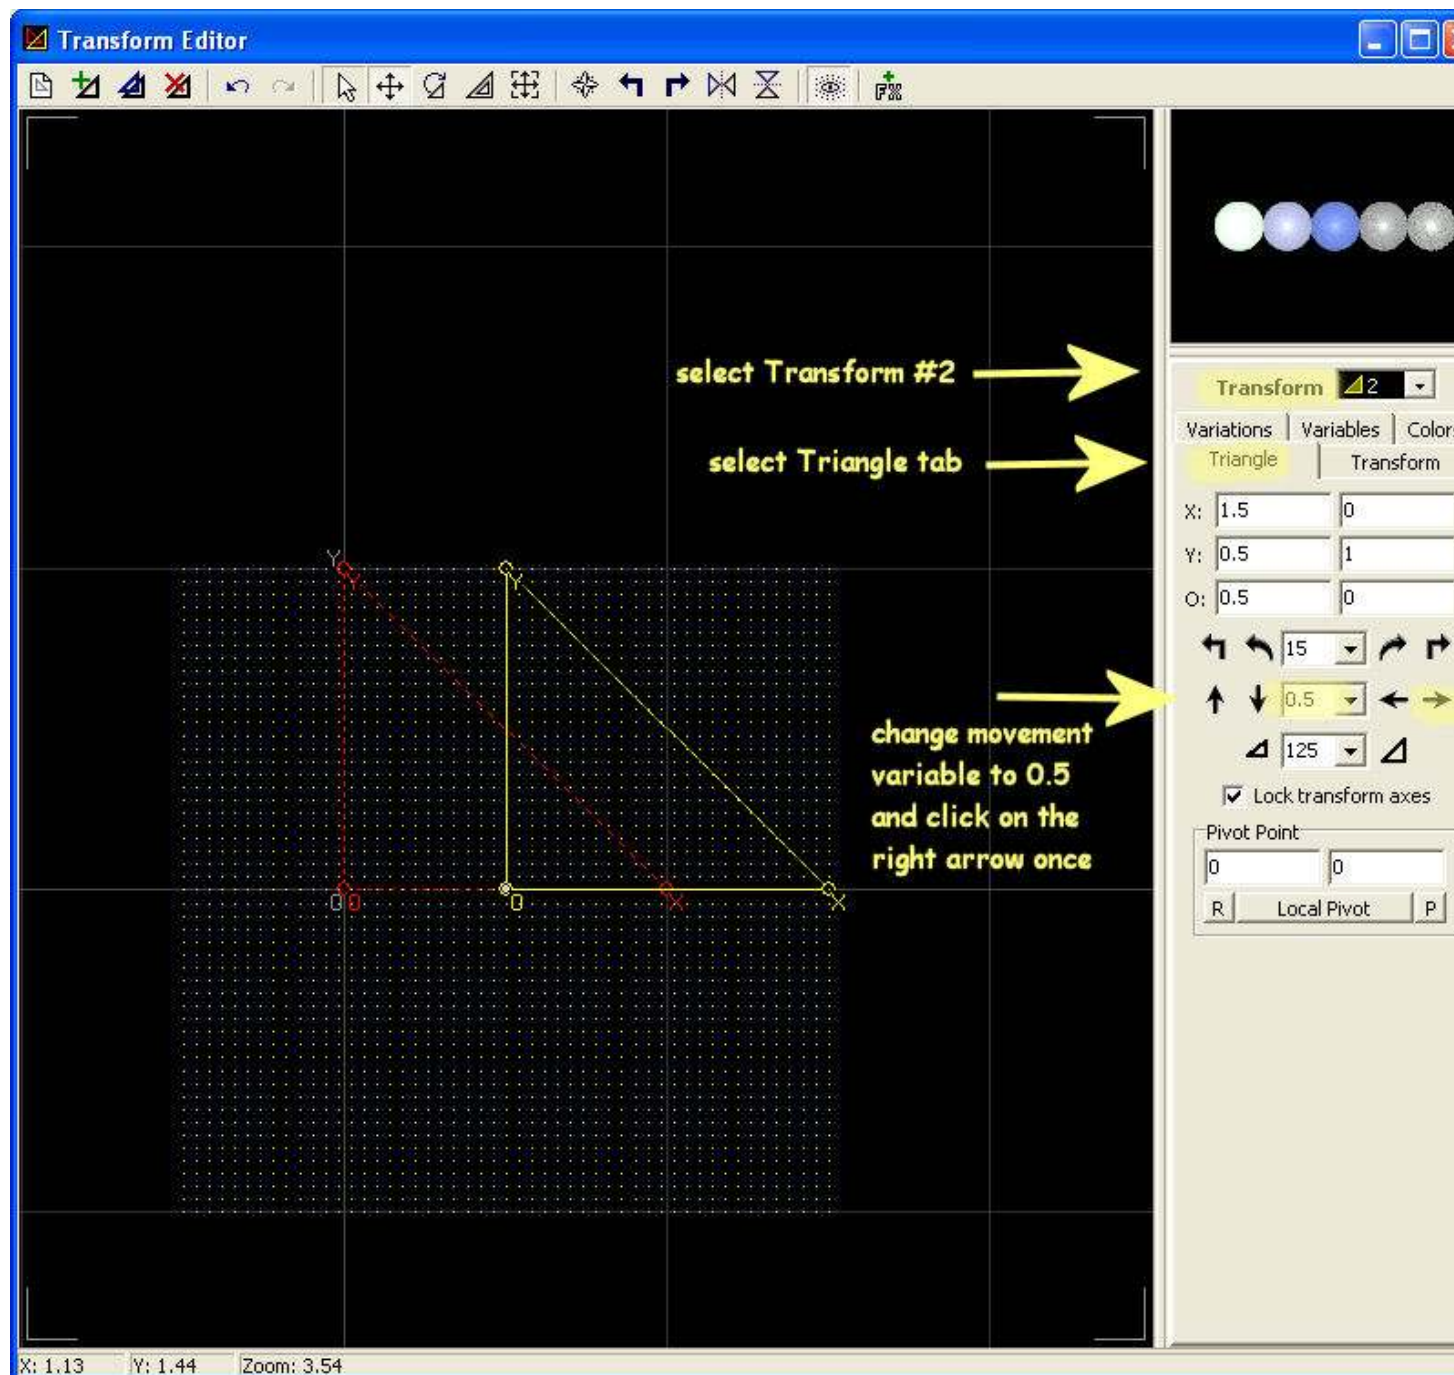 Transform Editor
FX
select Transform #2
Transform 2
Variations Variables Color
select Triangle tab
Triangle Transform
X: 1.5 0
Y: 0.5 1
O: 0.5 0
15
0.5
change movement
variable to 0.5
and click on the
right arrow once
125
Lock transform axes
Pivot Point
0 0
R Local Pivot P
Y
Y
Y
O
O
X
O
X
X: 1.13 Y: 1.44 Zoom: 3.54